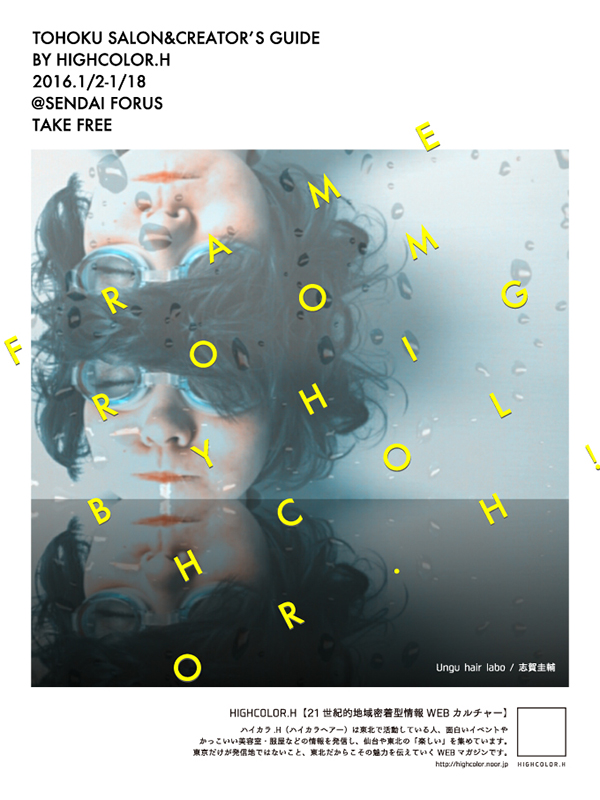 TOHOKU SALON&CREATOR'S GUIDE
BY HIGHCOLOR.H
2016.1/2-1/18
@SENDAI FORUS
TAKE FREE
FRAME
ROOM
BYHIG
HCOL
OR.H!
Ungu hair labo / 志賀圭輔
HIGHCOLOR.H【21世紀的地域密着型情報 WEB カルチャー】
ハイカラ .H（ハイカラヘアー）は東北で活動している人、面白いイベントや
かっこいい美容室・服屋などの情報を発信し、仙台や東北の「楽しい」を集めています。
東京だけが発信地ではないこと、東北だからこその魅力を伝えていく WEB マガジンです。
http://highcolor.noor.jp
HIGHCOLOR.H